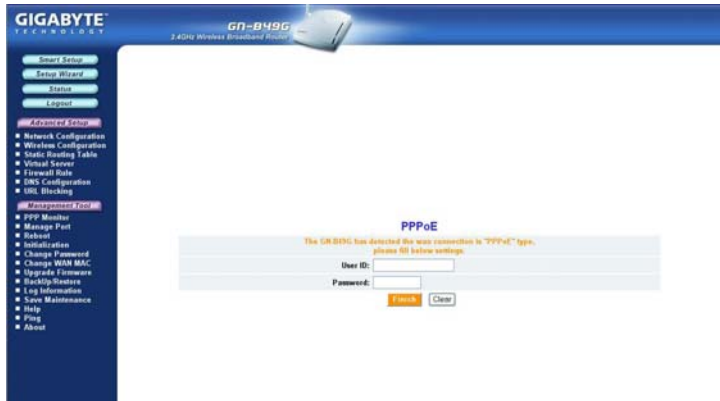 GIGABYTE
TECHNOLOGY
GN-B49G
2.4GHz Wireless Broadband Router
Smart Setup
Setup Wizard
Status
Logout
Advanced Setup
Network Configuration
Wireless Configuration
Static Routing Table
Virtual Server
Firewall Rule
DNS Configuration
URL Blocking
Management Tool
PPP Monitor
Manage Port
Reboot
Initialization
Change Password
Change WAN MAC
Upgrade Firmware
BackUp/Restore
Log Information
Save Maintenance
Help
Ping
About
PPPoE
The GN-B49G has detected the wan connection is "PPPoE" type,
please fill below settings.
User ID:
Password:
Finish Clear